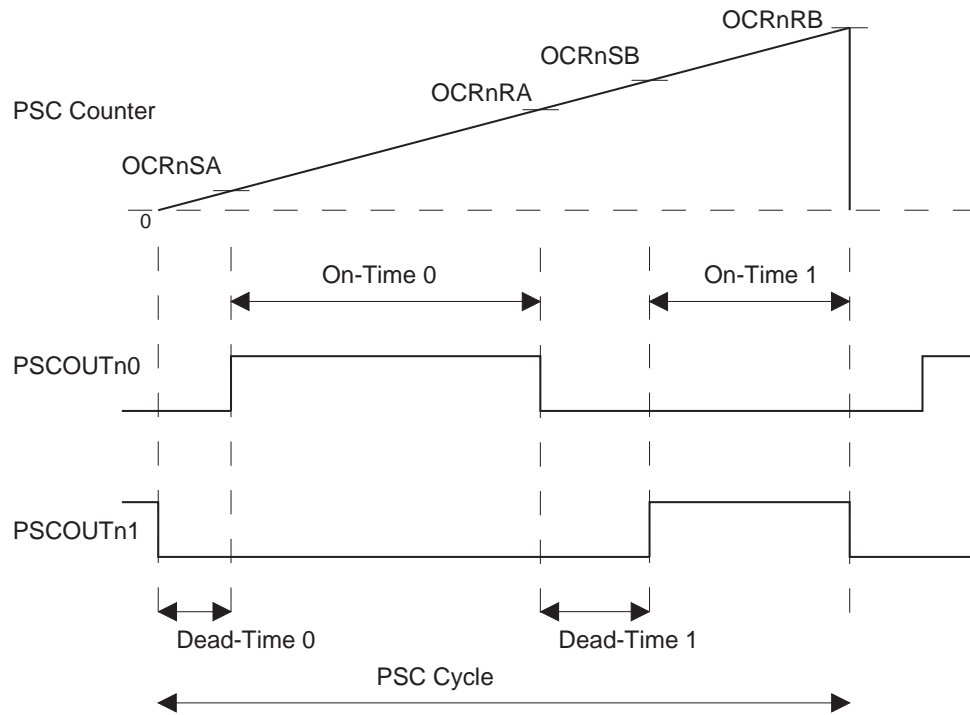 OCRnRB
OCRnSB
OCRnRA
PSC Counter
OCRnSA
0
On-Time 0
On-Time 1
PSCOUTn0
PSCOUTn1
Dead-Time 0
Dead-Time 1
PSC Cycle